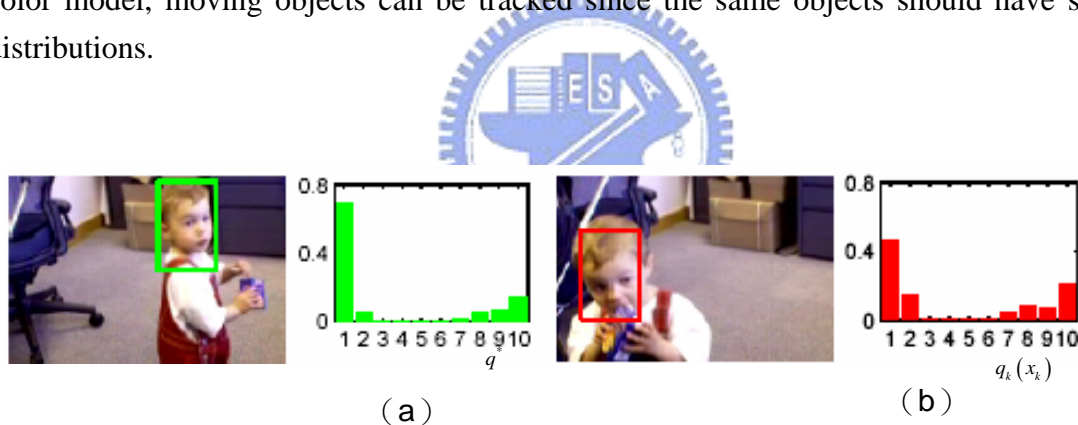 color model, moving objects can be tracked since the same objects should have s
distributions.
E S A
0.8
0.4
0
1 2 3 4 5 6 7 8 9 10
q*
(a)
0.8
0.4
0
1 2 3 4 5 6 7 8 9 10
q_k(x_k)
(b)